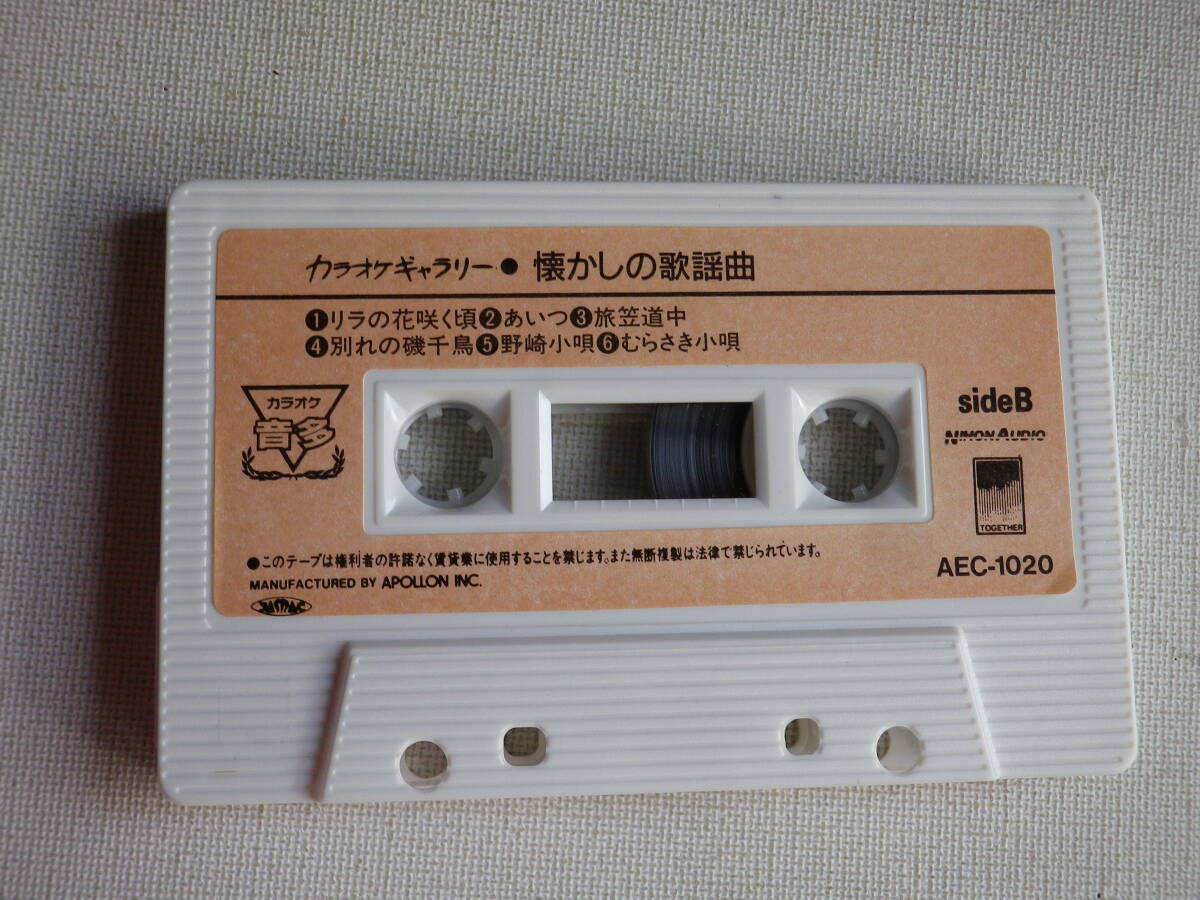 カラオケギャラリー● 懐かしの歌謡曲
❶リラの花咲く頃❷あいつ❸旅笠道中
❹別れの磯千鳥❺野崎小唄❻むらさき小唄
カラオケ
音多
sideB
NIHON AUDIO
TOGETHER
●このテープは権利者の許諾なく賃貸業に使用することを禁じます。また無断複製は法律で禁じられています。
AEC-1020
MANUFACTURED BY APOLLON INC.
JASRAC